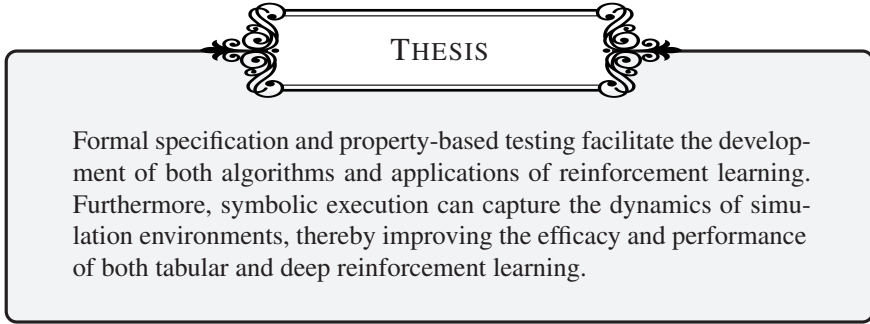 THESIS
Formal specification and property-based testing facilitate the develop-
ment of both algorithms and applications of reinforcement learning.
Furthermore, symbolic execution can capture the dynamics of simu-
lation environments, thereby improving the efficacy and performance
of both tabular and deep reinforcement learning.